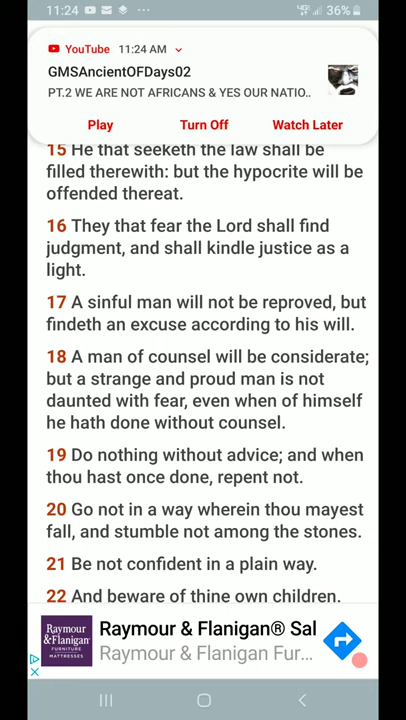 11:24
36%
YouTube 11:24 AM
GMSAncientOFDays02
PT.2 WE ARE NOT AFRICANS & YES OUR NATIO..
Play Turn Off Watch Later
15 He that seeketh the law shall be
filled therewith: but the hypocrite will be
offended thereat.
16 They that fear the Lord shall find
judgment, and shall kindle justice as a
light.
17 A sinful man will not be reproved, but
findeth an excuse according to his will.
18 A man of counsel will be considerate;
but a strange and proud man is not
daunted with fear, even when of himself
he hath done without counsel.
19 Do nothing without advice; and when
thou hast once done, repent not.
20 Go not in a way wherein thou mayest
fall, and stumble not among the stones.
21 Be not confident in a plain way.
22 And beware of thine own children.
Raymour
& Flanigan
FURNITURE
MATTRESSES
Raymour & Flanigan® Sal
Raymour & Flanigan Fur...